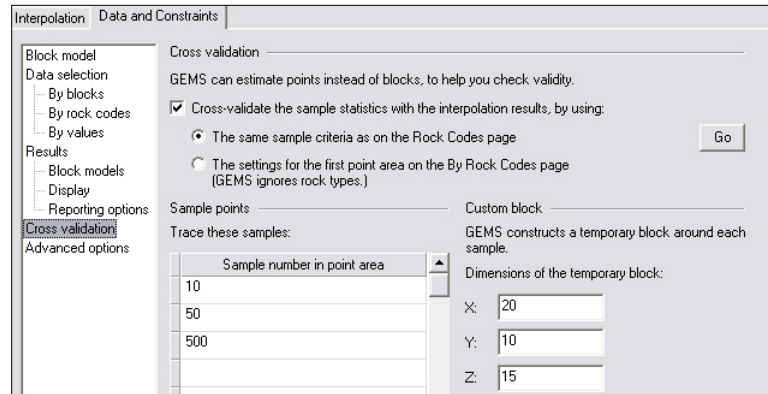 Interpolation
Data and Constraints
Block model
Data selection
By blocks
By rock codes
By values
Results
Block models
Display
Reporting options
Cross validation
Advanced options
Cross validation
GEMS can estimate points instead of blocks, to help you check validity.
Cross-validate the sample statistics with the interpolation results, by using:
The same sample criteria as on the Rock Codes page
Go
The settings for the first point area on the By Rock Codes page
(GEMS ignores rock types.)
Sample points
Trace these samples:
Sample number in point area
10
50
500
Custom block
GEMS constructs a temporary block around each
sample.
Dimensions of the temporary block:
X: 20
Y: 10
Z: 15